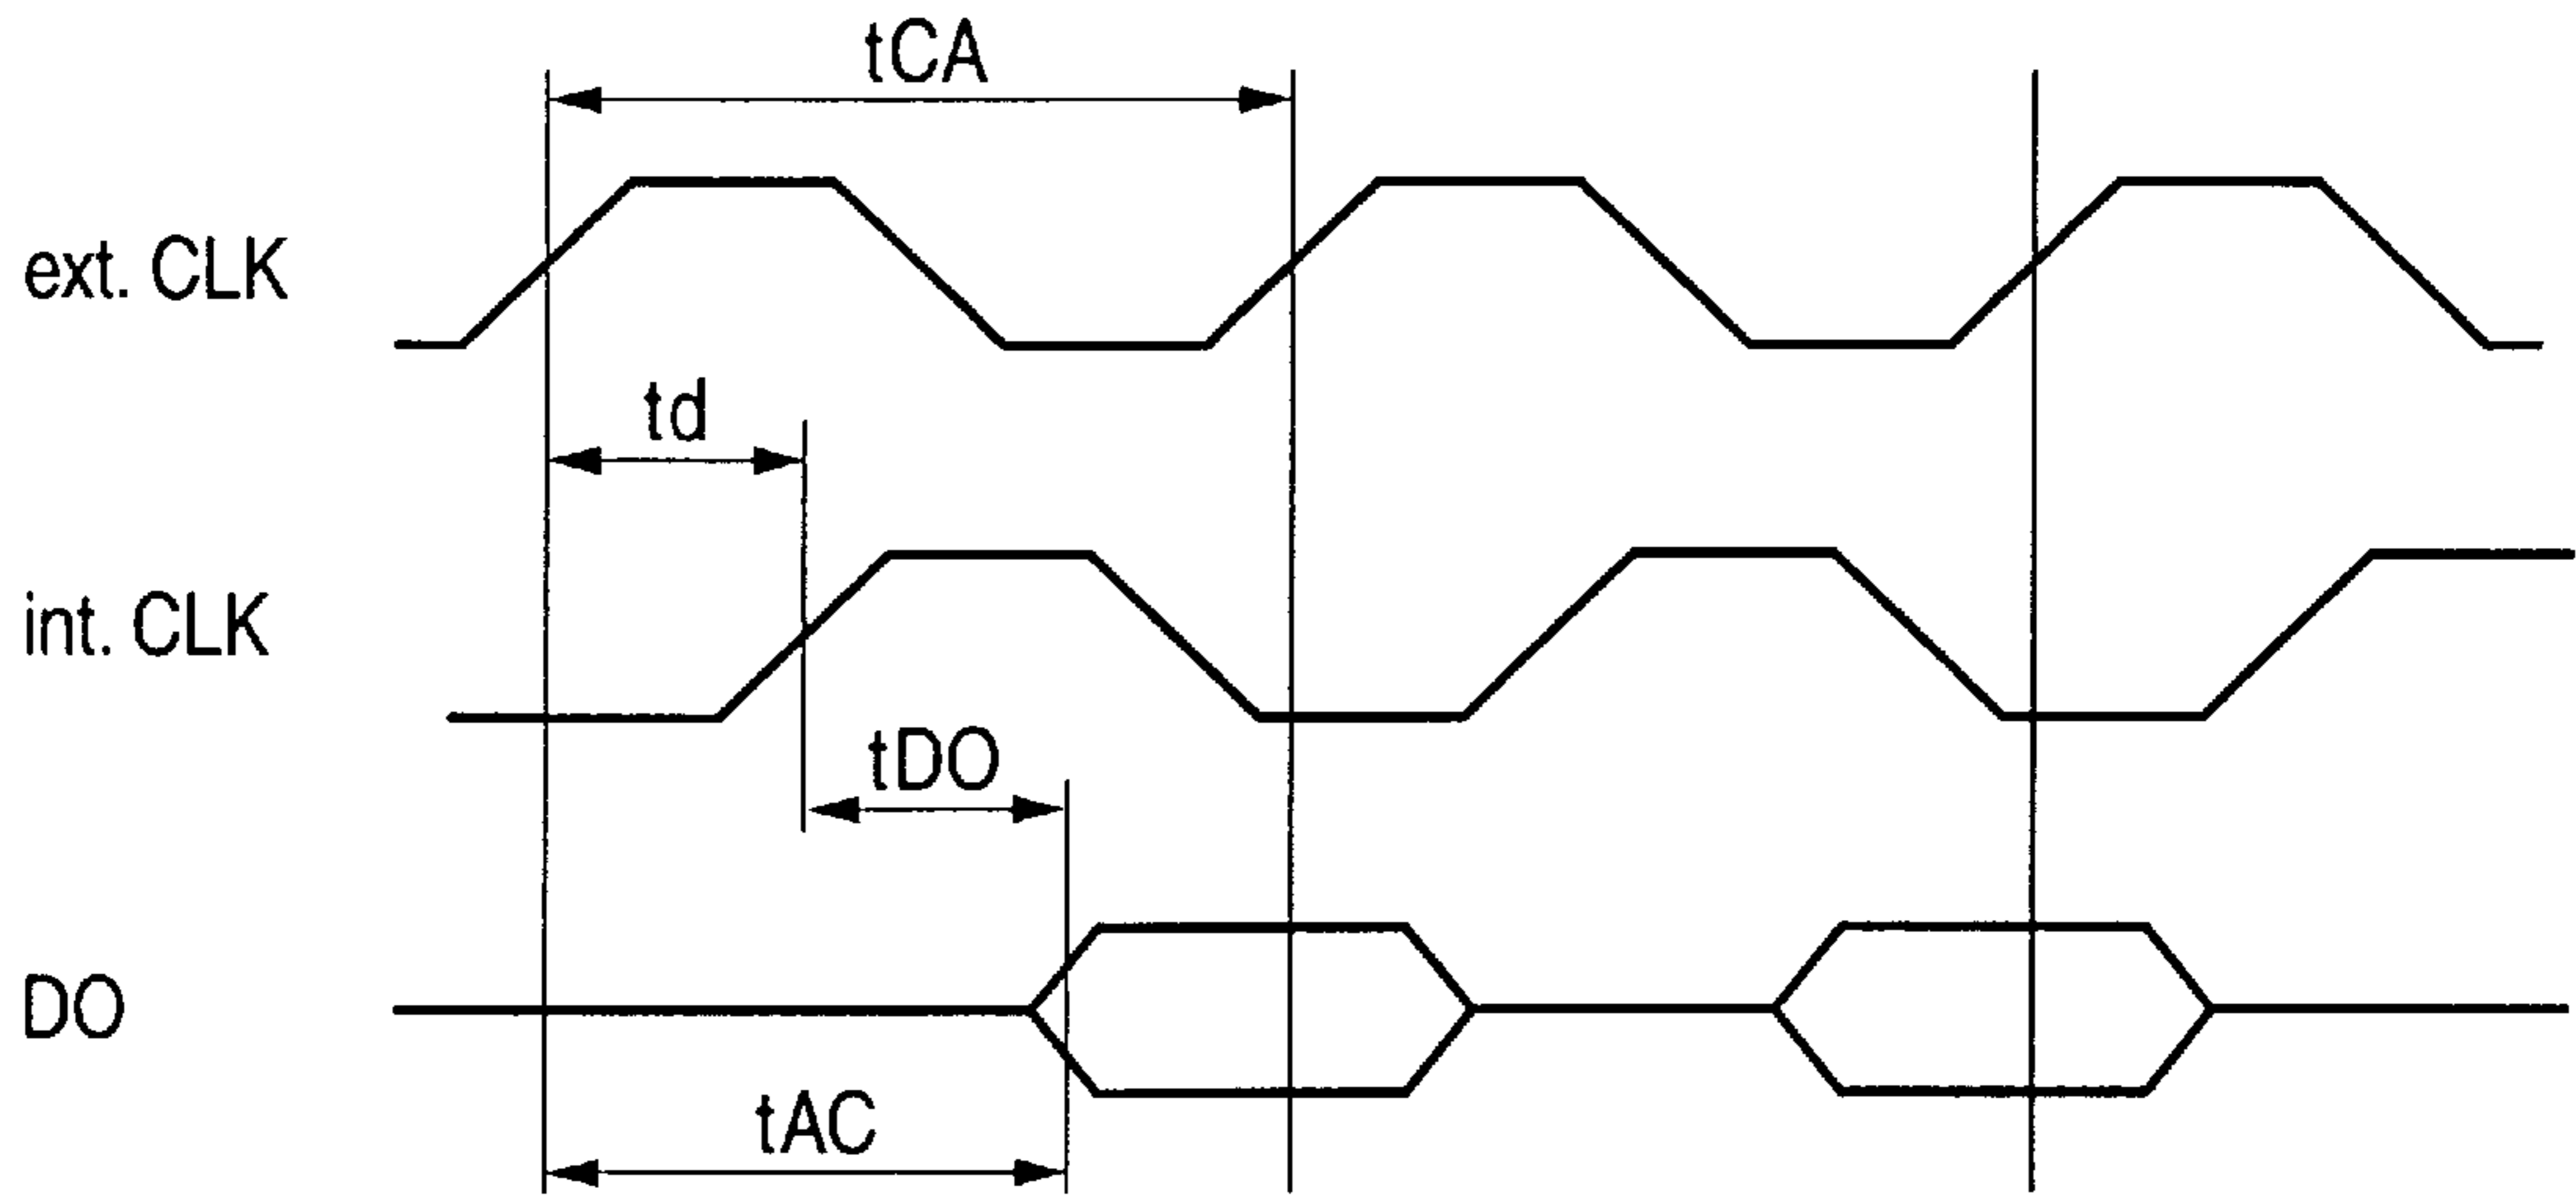 tCA
ext. CLK
td
int. CLK
tDO
DO
tAC